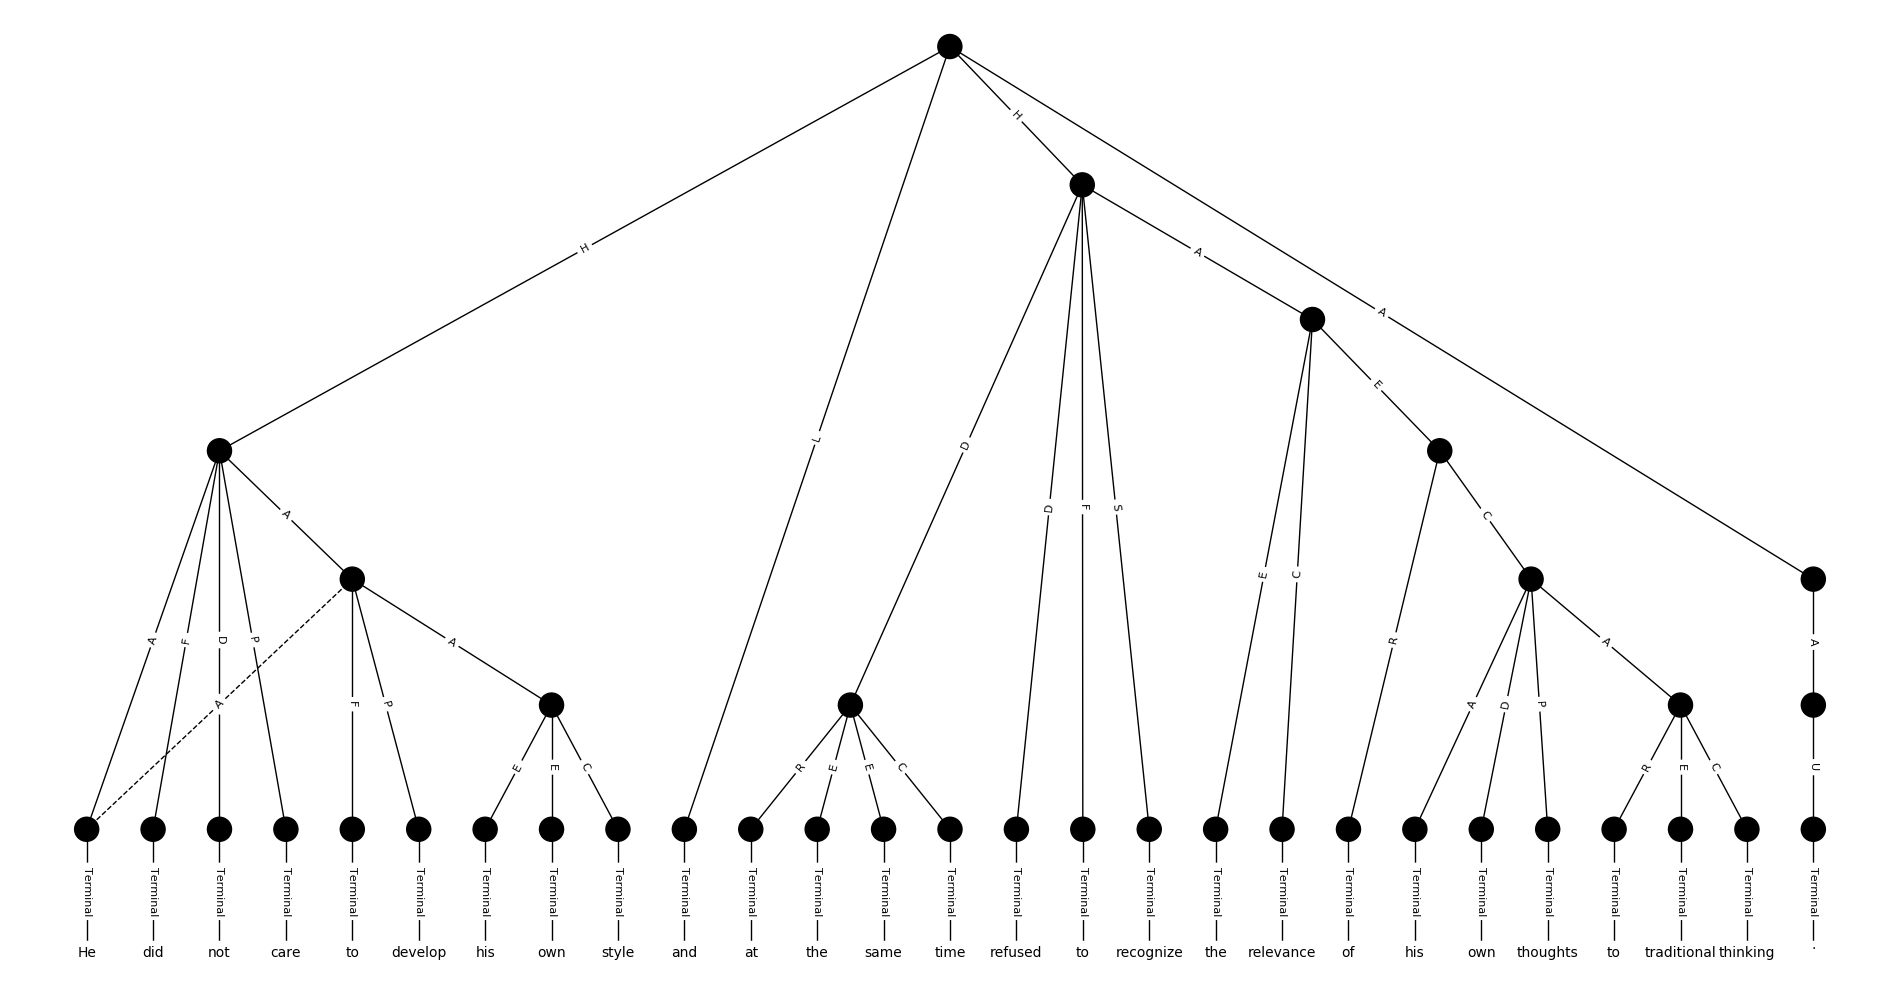 H
A
A
H
E
L
D
A
C
D
F
S
E
C
A
F
D
P
A
R
A
A
A
F
P
A
D
P
E
E
C
R
E
E
C
R
E
C
U
Terminal Terminal Terminal Terminal Terminal Terminal Terminal Terminal Terminal Terminal Terminal Terminal Terminal Terminal Terminal Terminal Terminal Terminal Terminal Terminal Terminal Terminal Terminal Terminal Terminal Terminal Terminal
He did not care to develop his own style and at the same time refused to recognize the relevance of his own thoughts to traditional thinking .